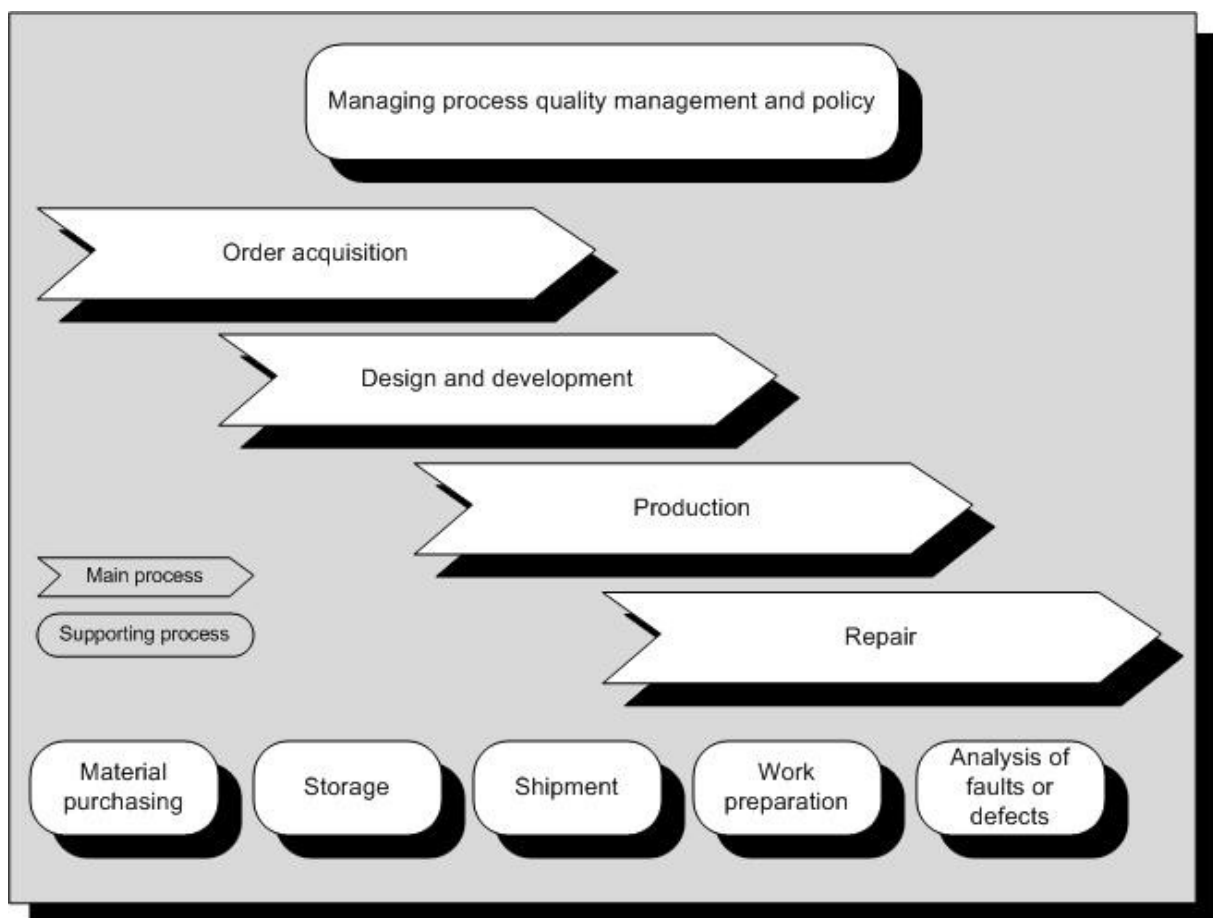 Managing process quality management and policy
Order acquisition
Design and development
Production
Main process
Supporting process
Repair
Material
purchasing
Storage
Shipment
Work
preparation
Analysis of
faults or
defects